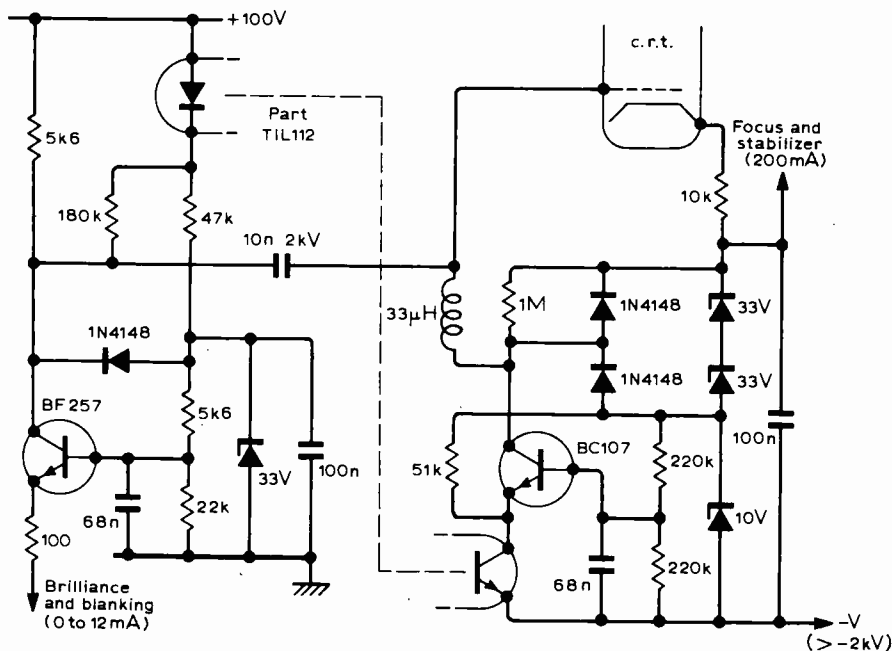 +100V
c.r.t.
Part
TIL112
Focus and
stabilizer
(200mA)
5k6
10k
180k
47k
10n 2kV
33μH
1M
1N4148
33V
1N4148
1N4148
33V
BF257
5k6
BC107
100n
51k
220k
33V
100n
68n
22k
10V
100
68n
220k
Brilliance
and blanking
(0 to 12mA)
-V
(>-2kV)